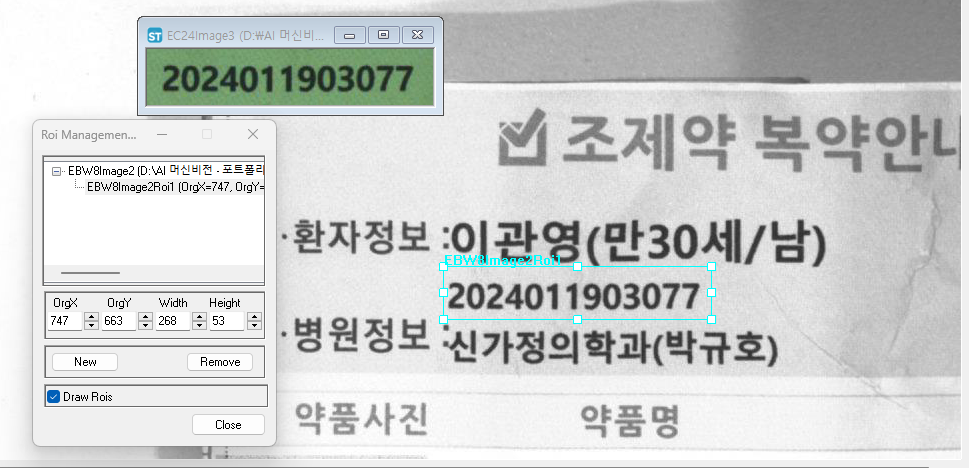 EC24Image3 (D:₩AI 머신비...
2024011903077
Roi Managemen...
EBW8Image2 (D:\AI 머신비전 - 포트폴리
EBW8Image2Roi1 (OrgX=747, OrgY=
OrgX OrgY Width Height
747 663 268 53
New Remove
Draw Rois
Close
조제약 복약안내
·환자정보 :이관영(만30세/남)
EBW8Image2Roi1
2024011903077
·병원정보 :신가정의학과(박규호)
약품사진 약품명